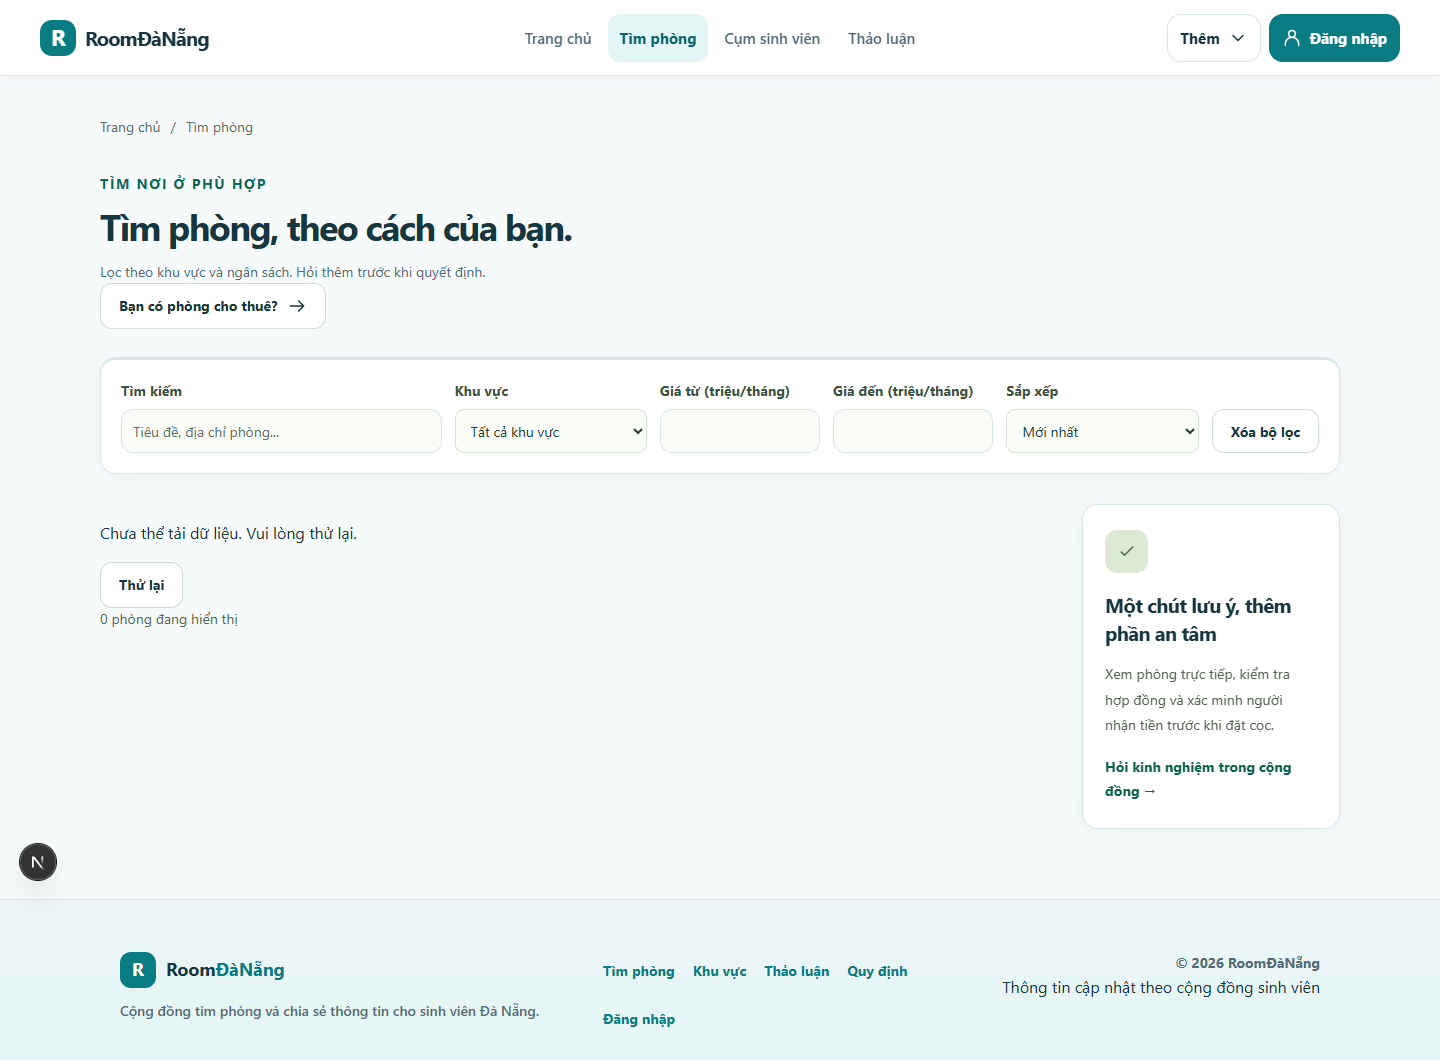 R RoomĐàNẵng
Trang chủ
Tìm phòng
Cụm sinh viên
Thảo luận
Thêm
Đăng nhập
Trang chủ / Tìm phòng
TÌM NƠI Ở PHÙ HỢP
Tìm phòng, theo cách của bạn.
Lọc theo khu vực và ngân sách. Hỏi thêm trước khi quyết định.
Bạn có phòng cho thuê? →
Tìm kiếm
Tiêu đề, địa chỉ phòng...
Khu vực
Tất cả khu vực
Giá từ (triệu/tháng)
Giá đến (triệu/tháng)
Sắp xếp
Mới nhất
Xóa bộ lọc
Chưa thể tải dữ liệu. Vui lòng thử lại.
Thử lại
0 phòng đang hiển thị
Một chút lưu ý, thêm
phần an tâm
Xem phòng trực tiếp, kiểm tra
hợp đồng và xác minh người
nhận tiền trước khi đặt cọc.
Hỏi kinh nghiệm trong cộng
đồng →
N
R RoomĐàNẵng
Cộng đồng tìm phòng và chia sẻ thông tin cho sinh viên Đà Nẵng.
Tìm phòng Khu vực Thảo luận Quy định
Đăng nhập
© 2026 RoomĐàNẵng
Thông tin cập nhật theo cộng đồng sinh viên